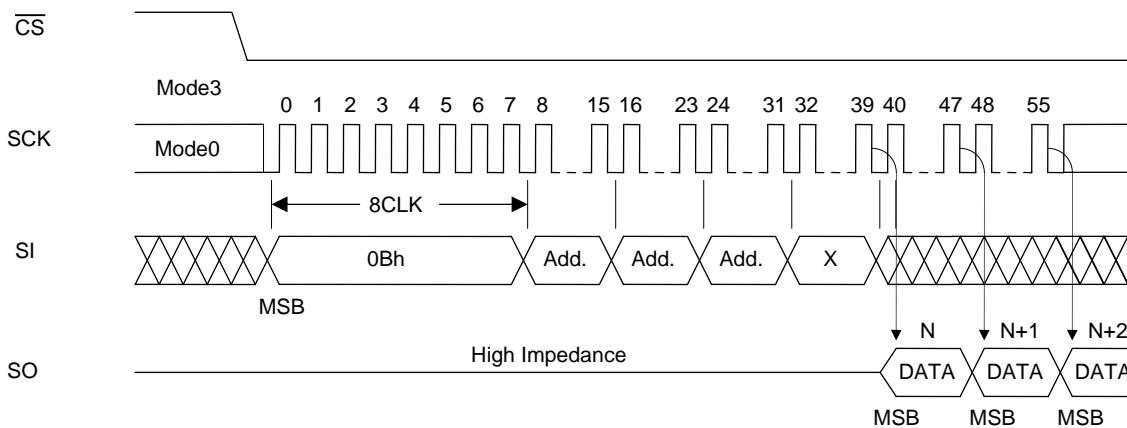 CS
Mode3
0 1 2 3 4 5 6 7 8 15 16 23 24 31 32 39 40 47 48 55
SCK
Mode0
8CLK
SI
0Bh Add. Add. Add. X
MSB
N N+1 N+2
High Impedance
SO
DATA DATA DATA
MSB MSB MSB